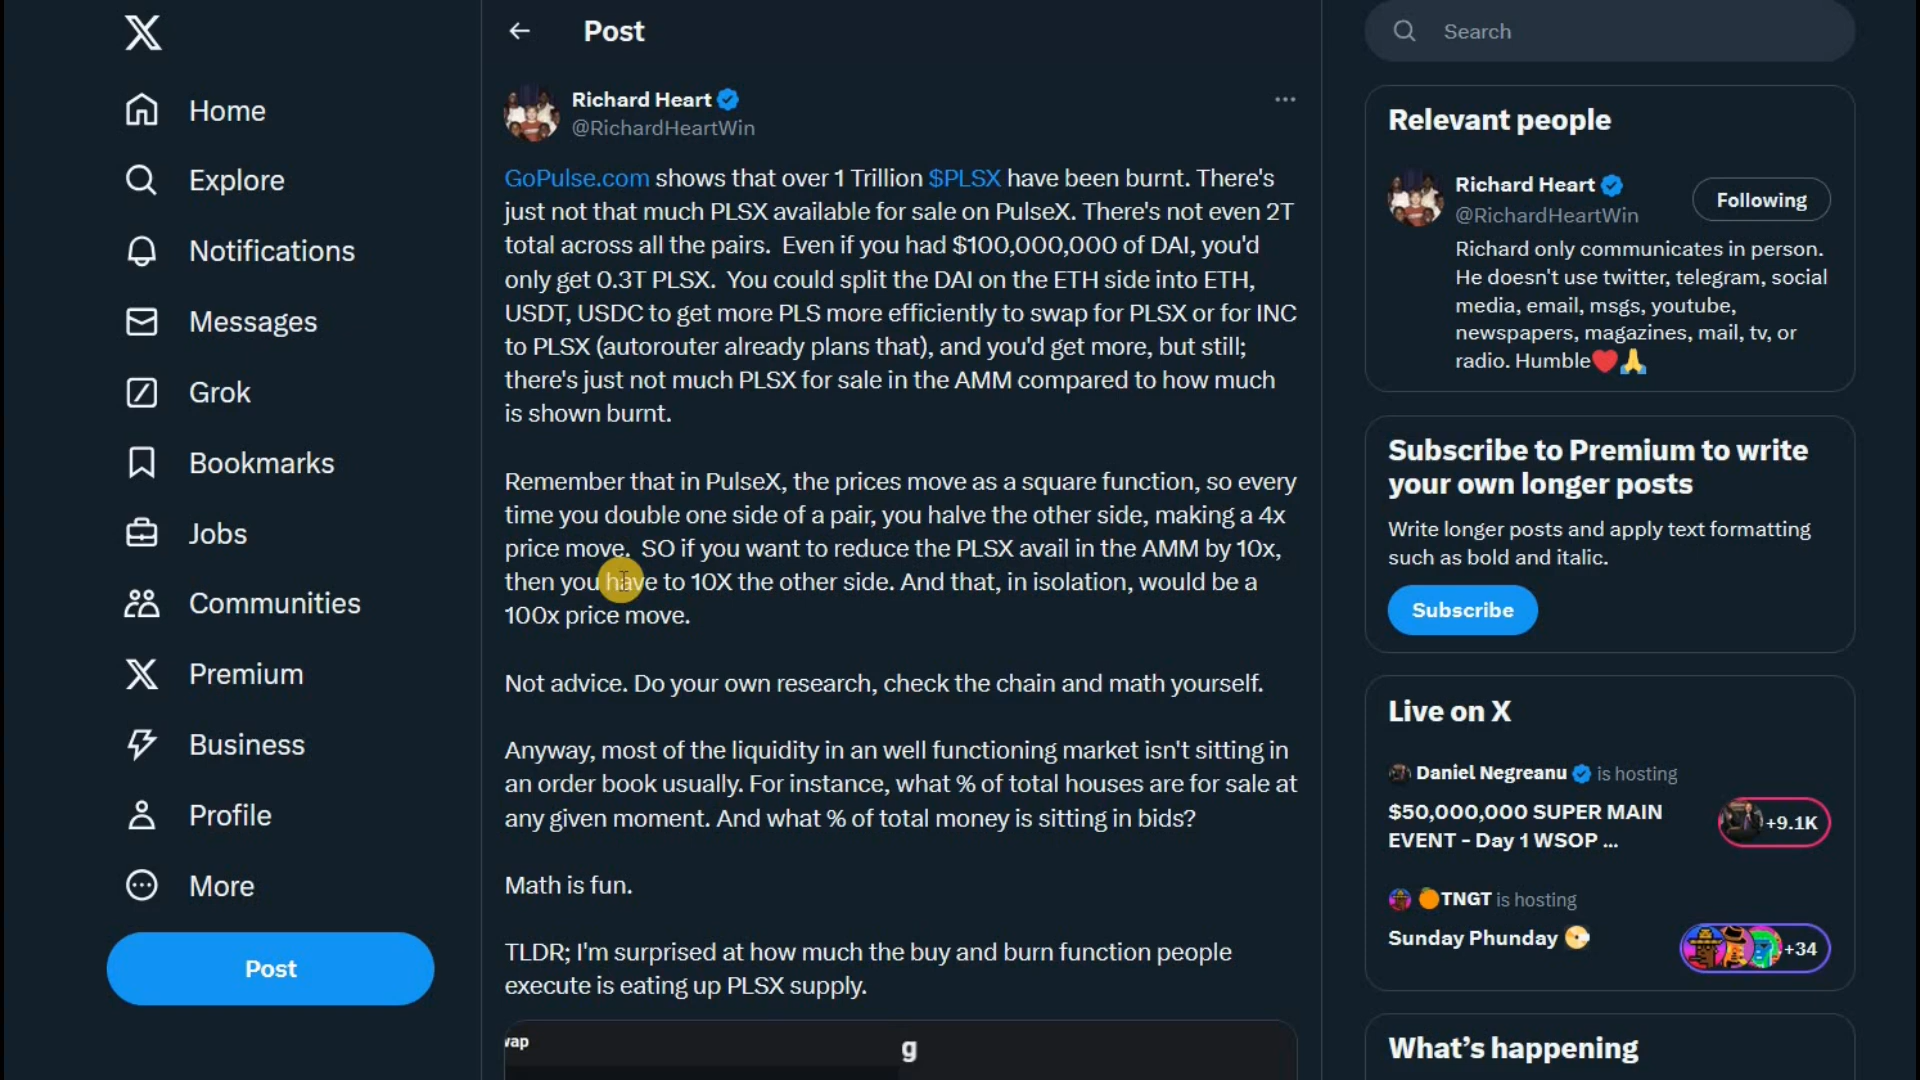 Home
Explore
Notifications
Messages
Grok
Bookmarks
Jobs
Communities
Premium
Business
Profile
More
Post
Post
Richard Heart
@RichardHeartWin
GoPulse.com shows that over 1 Trillion $PLSX have been burnt. There's
just not that much PLSX available for sale on PulseX. There's not even 2T
total across all the pairs.  Even if you had $100,000,000 of DAI, you'd
only get 0.3T PLSX.  You could split the DAI on the ETH side into ETH,
USDT, USDC to get more PLS more efficiently to swap for PLSX or for INC
to PLSX (autorouter already plans that), and you'd get more, but still;
there's just not much PLSX for sale in the AMM compared to how much
is shown burnt.
Remember that in PulseX, the prices move as a square function, so every
time you double one side of a pair, you halve the other side, making a 4x
price move.  SO if you want to reduce the PLSX avail in the AMM by 10x,
then you have to 10X the other side. And that, in isolation, would be a
100x price move.
Not advice. Do your own research, check the chain and math yourself.
Anyway, most of the liquidity in an well functioning market isn't sitting in
an order book usually. For instance, what % of total houses are for sale at
any given moment. And what % of total money is sitting in bids?
Math is fun.
TLDR; I'm surprised at how much the buy and burn function people
execute is eating up PLSX supply.
Search
Relevant people
Richard Heart
@RichardHeartWin
Following
Richard only communicates in person.
He doesn't use twitter, telegram, social
media, email, msgs, youtube,
newspapers, magazines, mail, tv, or
radio. Humble❤️🙏
Subscribe to Premium to write
your own longer posts
Write longer posts and apply text formatting
such as bold and italic.
Subscribe
Live on X
Daniel Negreanu is hosting
$50,000,000 SUPER MAIN
EVENT - Day 1 WSOP ...
+9.1K
🍊TNGT is hosting
Sunday Phunday
+34
What's happening